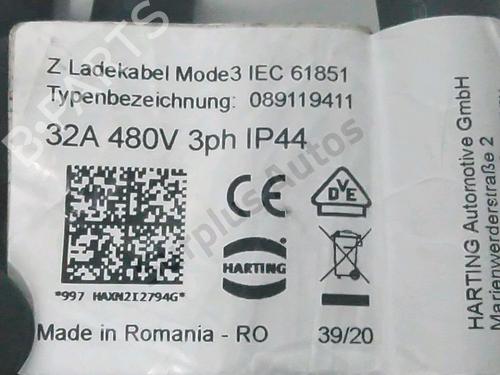 Z Ladekabel Mode3 IEC 61851
Typenbezeichnung: 089119411
32A 480V 3ph IP44
CE
DVE
HARTING
*997 HAXN2I2794G*
Made in Romania - RO
39/20
HARTING Automotive GmbH
Marienwerderstraße 2
B-PARTS